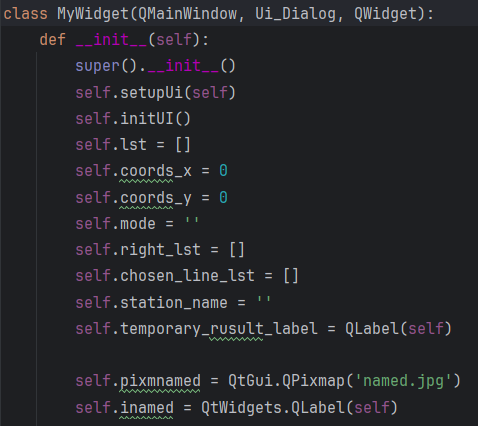 class MyWidget(QMainWindow, Ui_Dialog, QWidget):
def __init__(self):
super().__init__()
self.setupUi(self)
self.initUI()
self.lst = []
self.coords_x = 0
self.coords_y = 0
self.mode = ''
self.right_lst = []
self.chosen_line_lst = []
self.station_name = ''
self.temporary_rusult_label = QLabel(self)
self.pixmnamed = QtGui.QPixmap('named.jpg')
self.inamed = QtWidgets.QLabel(self)